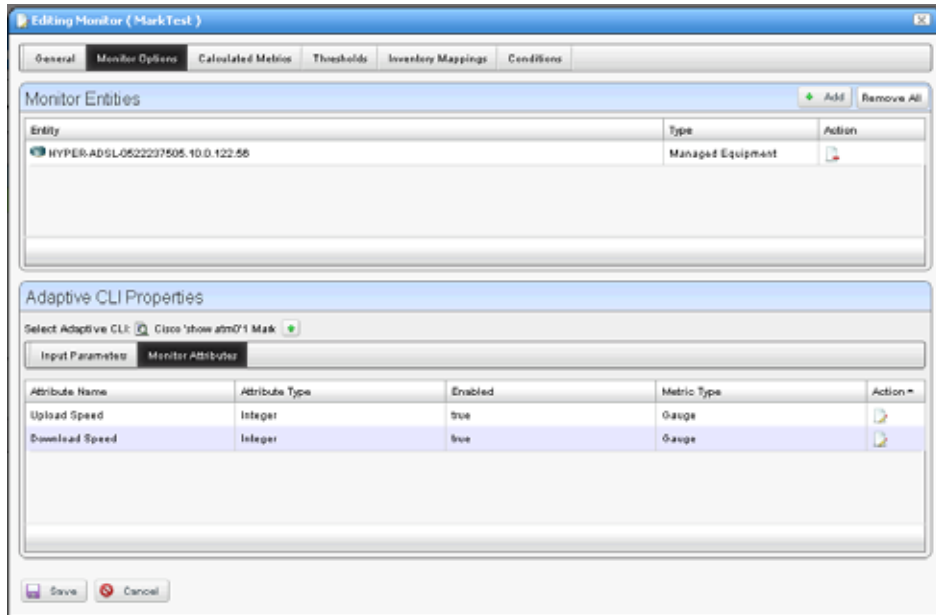 Editing Monitor ( MarkTest )
General Monitor Options Calculated Metrics Thresholds Inventory Mappings Conditions
Monitor Entities Add Remove All
Entity Type Action
HYPER-ADSL-0522237505.10.0.122.56 Managed Equipment
Adaptive CLI Properties
Select Adaptive CLI: Cisco 'show atm0'1 Mark
Input Parameters Monitor Attributes
Attribute Name Attribute Type Enabled Metric Type Action
Upload Speed Integer true Gauge
Download Speed Integer true Gauge
Save Cancel